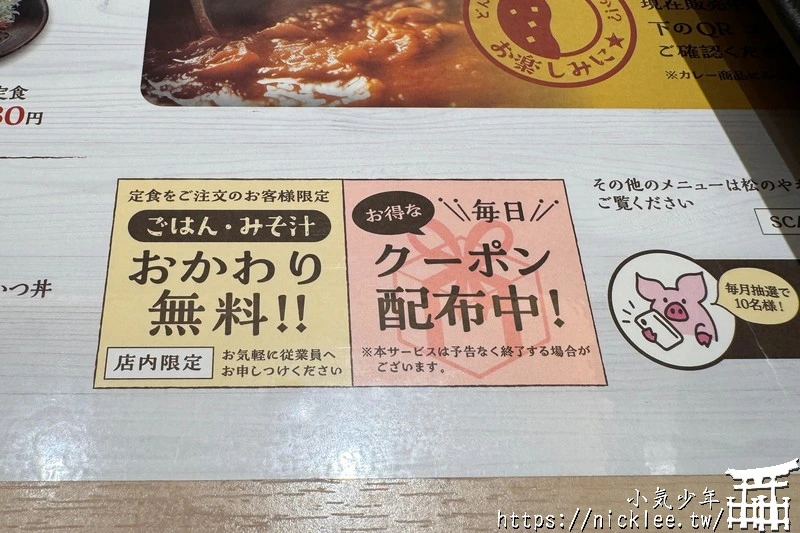 現在販売中
下のQR
ご確認くだ
お楽しみに★
定食
80円
定食をご注文のお客様限定
ごはん・みそ汁
おかわり
無料!!
店内限定
お気軽に従業員へ
お申しつけください
お得な
毎日
クーポン
配布中!
※本サービスは予告なく終了する場合が
ございます。
その他のメニューは松のや
ご覧ください
毎月抽選で
10名様!
かつ丼
小気少年
https://nicklee.tw/